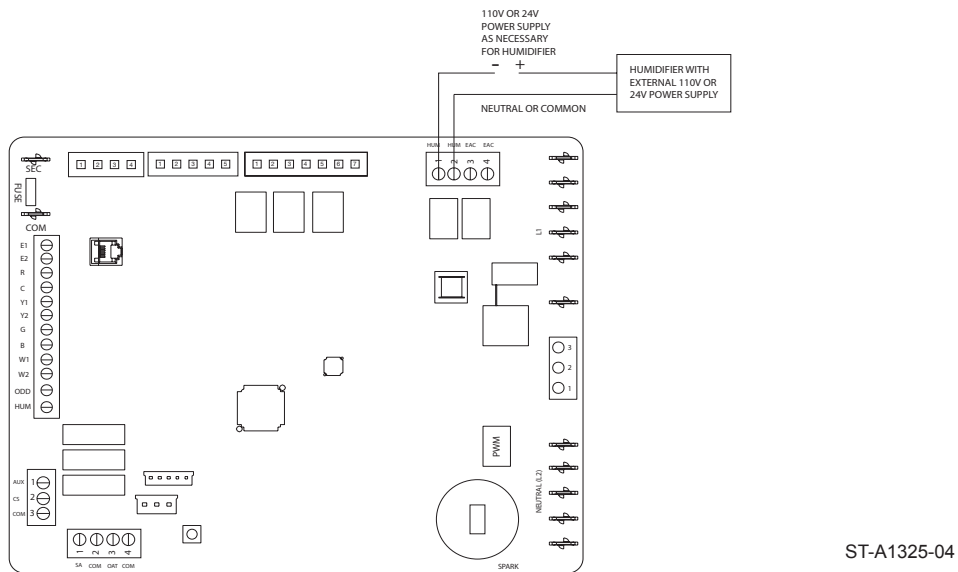 110V OR 24V
POWER SUPPLY
AS NECESSARY
FOR HUMIDIFIER
- +
HUMIDIFIER WITH
EXTERNAL 110V OR
24V POWER SUPPLY
NEUTRAL OR COMMON
HUM HUM EAC EAC
1 2 3 4
SEC
FUSE
COM
1 2 3 4
1 2 3 4 5
1 2 3 4 5 6 7
L1
E1
E2
R
C
Y1
Y2
G
B
W1
W2
ODD
HUM
3
2
1
PWM
NEUTRAL (L2)
AUX 1
CS 2
COM 3
1 2 3 4
SA COM OAT COM
SPARK
ST-A1325-04